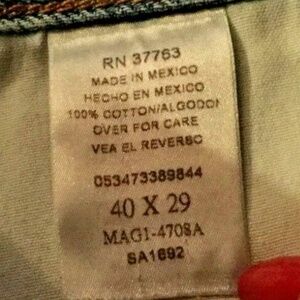 RN 37763
MADE IN MEXICO
HECHO EN MEXICO
100% COTTON/ALGODON
OVER FOR CARE
VEA EL REVERSO
053473389844
40 X 29
MAG1-4708A
SA1692